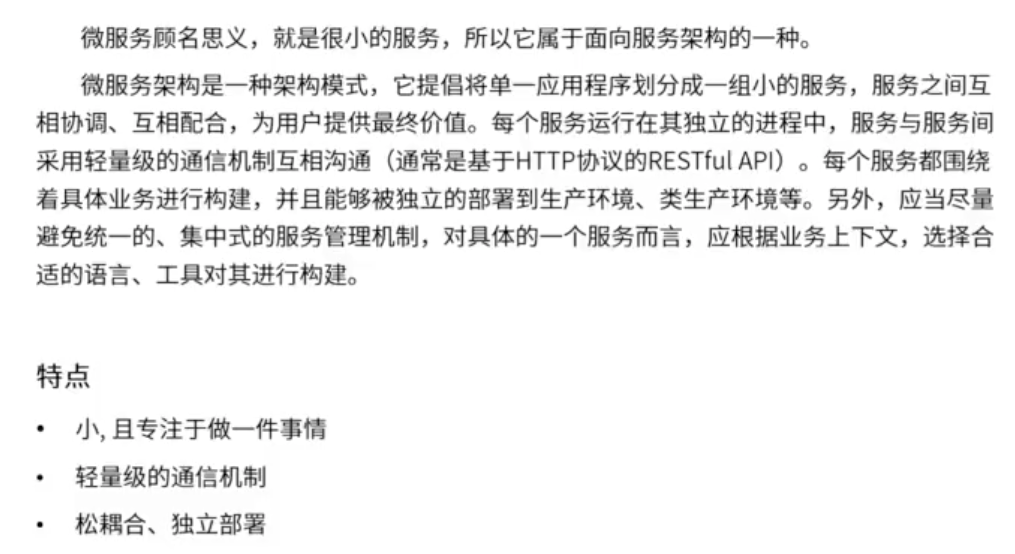 微服务顾名思义，就是很小的服务，所以它属于面向服务架构的一种。
微服务架构是一种架构模式，它提倡将单一应用程序划分成一组小的服务，服务之间互
相协调、互相配合，为用户提供最终价值。每个服务运行在其独立的进程中，服务与服务间
采用轻量级的通信机制互相沟通（通常是基于HTTP协议的RESTful API）。每个服务都围绕
着具体业务进行构建，并且能够被独立的部署到生产环境、类生产环境等。另外，应当尽量
避免统一的、集中式的服务管理机制，对具体的一个服务而言，应根据业务上下文，选择合
适的语言、工具对其进行构建。
特点
• 小, 且专注于做一件事情
• 轻量级的通信机制
• 松耦合、独立部署